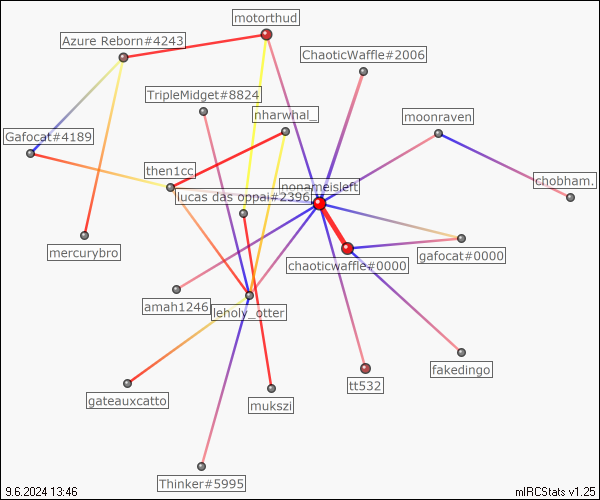 motorthud
Azure Reborn#4243
ChaoticWaffle#2006
TripleMidget#8824
nharwhal_
moonraven
Gafocat#4189
then1cc
nonameisleft
chobham.
lucas das oppai#2396
mercurybro
chaoticwaffle#0000
gafocat#0000
amah1246
leholy_otter
fakedingo
tt532
gateauxcatto
mukszi
Thinker#5995
9.6.2024 13:46
mIRCStats v1.25